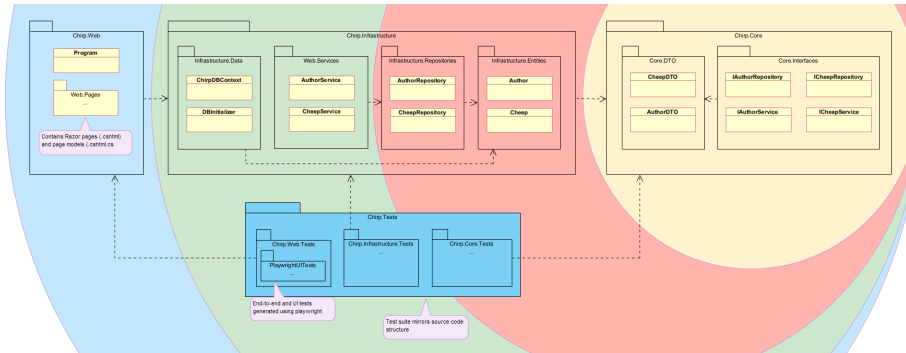 Chirp.Web
Program
Web.Pages
...
Contains Razor pages (.cshtml)
and page models (.cshtml.cs
Chirp.Infrastructure
Infrastructure.Data
ChirpDBContext
DBInitializer
Web.Services
AuthorService
CheepService
Infrastructure.Repositories
AuthorRepository
CheepRepository
Infrastructure.Entities
Author
Cheep
Chirp.Core
Core.DTO
CheepDTO
AuthorDTO
Core.Interfaces
IAuthorRepository
ICheepRepository
IAuthorService
ICheepService
Chirp.Tests
Chirp.Web.Tests
PlaywrightUITests
...
Chirp.Infrastructure.Tests
...
Chirp.Core.Tests
...
End-to-end and UI tests
generated using playwright
Test suite mirrors source code
structure